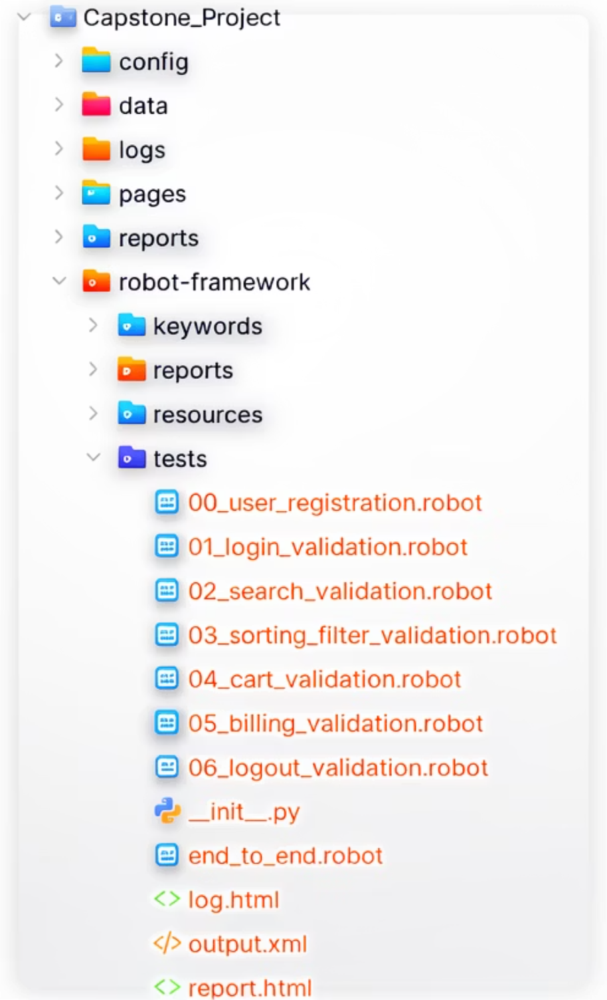 Capstone_Project
config
data
logs
pages
reports
robot-framework
keywords
reports
resources
tests
00_user_registration.robot
01_login_validation.robot
02_search_validation.robot
03_sorting_filter_validation.robot
04_cart_validation.robot
05_billing_validation.robot
06_logout_validation.robot
__init__.py
end_to_end.robot
log.html
output.xml
report.html